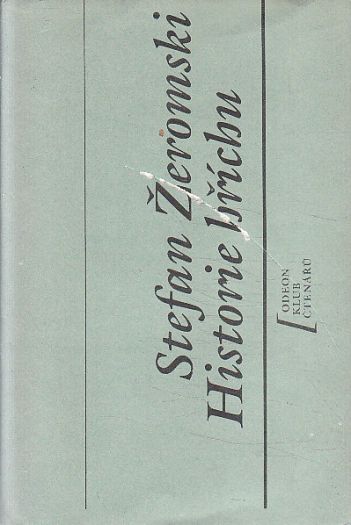 Stefan Žeromski
Historie hříchu
ODEON
KLUB
ČTENÁŘŮ